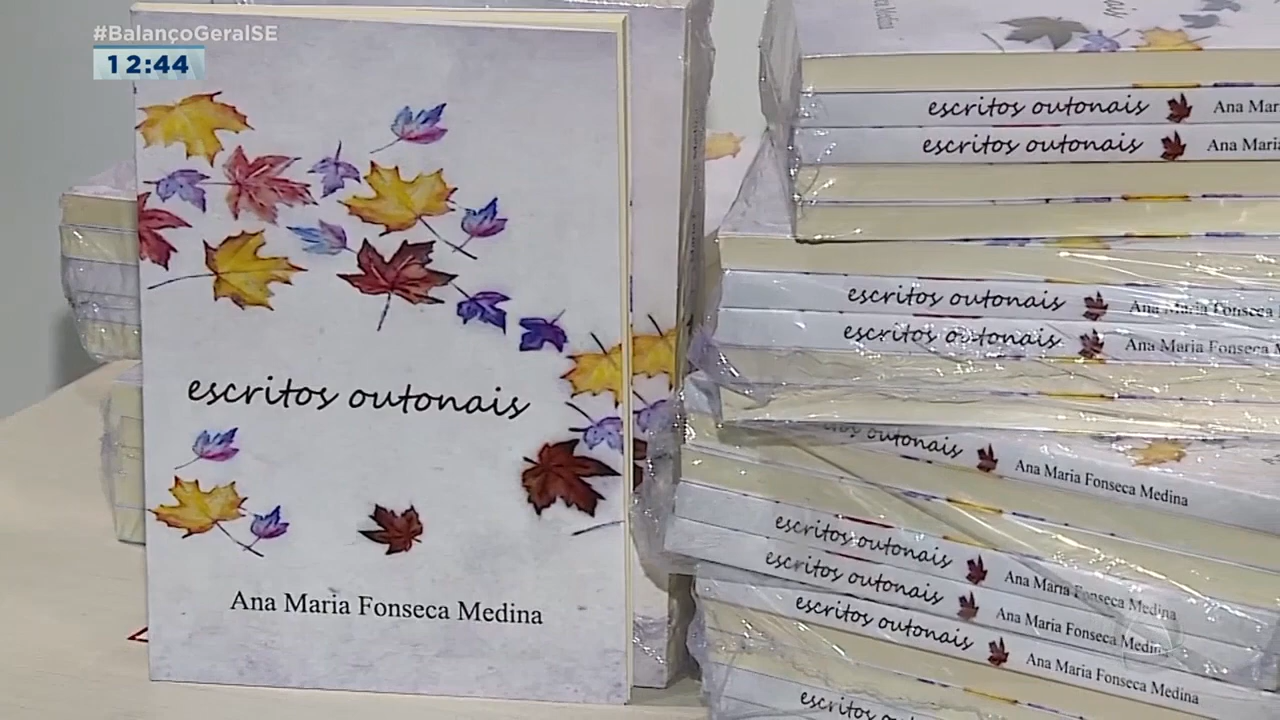 #BalançoGeralSE
12:44
escritos outonais
Ana Maria Fonseca Medina
escritos outonais Ana Mar
escritos outonais Ana Maria
escritos outonais Ana Maria Fonseca
escritos outonais Ana Maria Fonseca M
outonais Ana Maria Fonseca Medina
escritos outonais Ana Maria Fonseca Medina
escritos outonais Ana Maria Fonseca Medina
escritos outonais Ana Maria Fonseca Medina
escritos